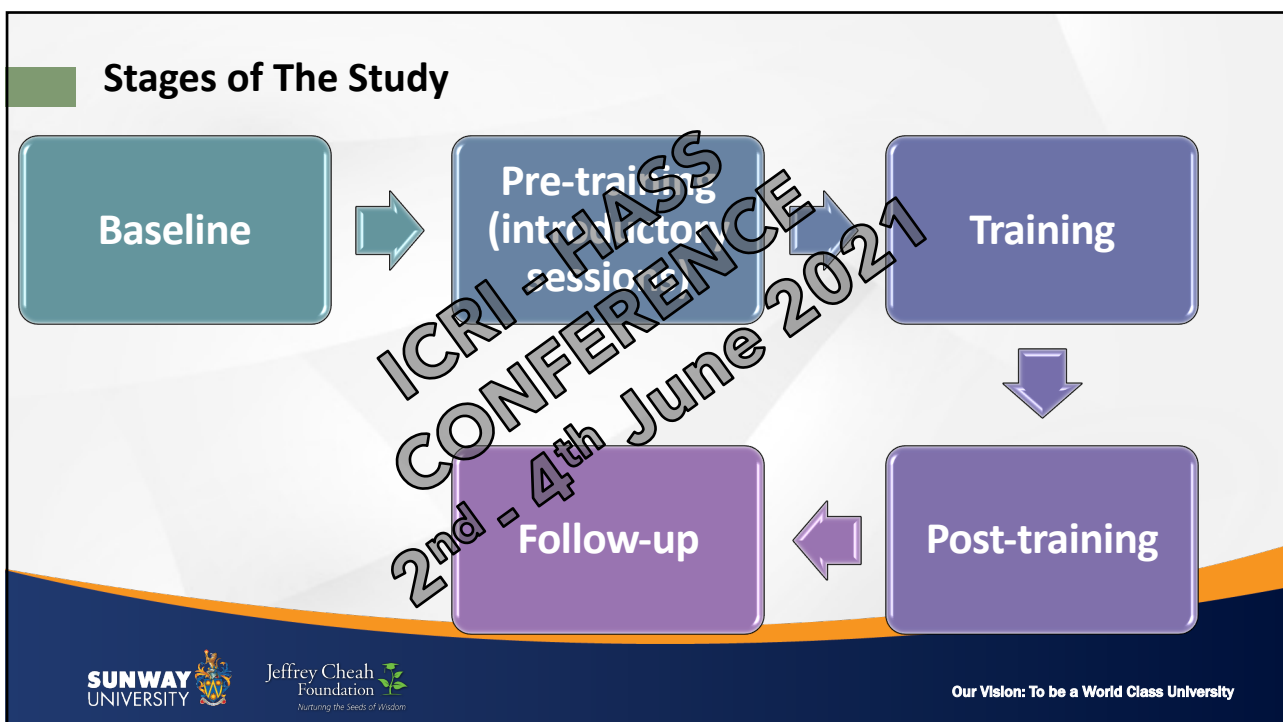 Stages of The Study
Baseline
Pre-training
(introductory
sessions)
Training
Post-training
Follow-up
ICRI - HASS
CONFERENCE
2nd - 4th June 2021
SUNWAY
UNIVERSITY
Jeffrey Cheah
Foundation
Nurturing the Seeds of Wisdom
Our Vision: To be a World Class University